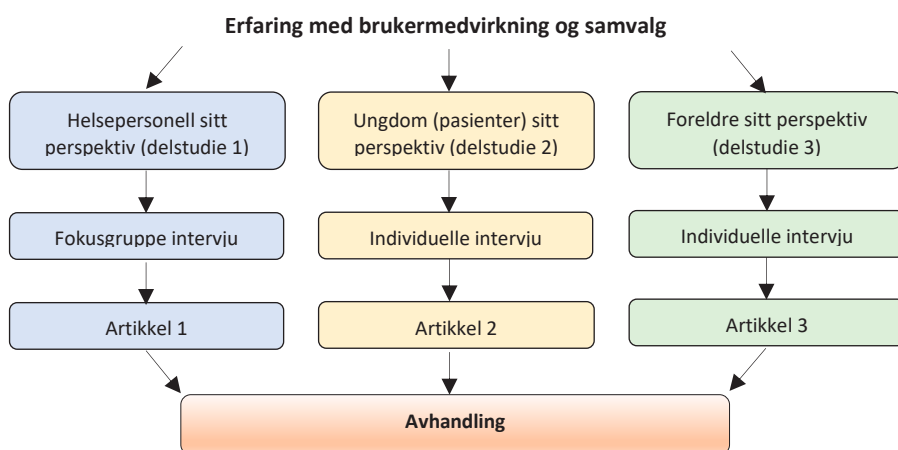 Erfaring med brukermedvirkning og samvalg
Helsepersonell sitt
perspektiv (delstudie 1)
Ungdom (pasienter) sitt
perspektiv (delstudie 2)
Foreldre sitt perspektiv
(delstudie 3)
Fokusgruppe intervju
Individuelle intervju
Individuelle intervju
Artikkel 1
Artikkel 2
Artikkel 3
Avhandling